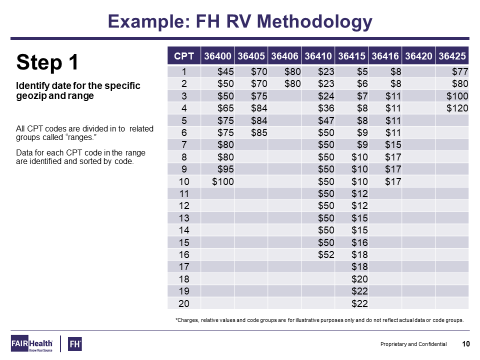 Example: FH RV Methodology
Step 1
Identify date for the specific
geozip and range
All CPT codes are divided in to related
groups called "ranges."
Data for each CPT code in the range
are identified and sorted by code.
CPT 36400 36405 36406 36410 36415 36416 36420 36425
1 $45 $70 $80 $23 $5 $8 $77
2 $50 $70 $80 $23 $6 $8 $80
3 $50 $75 $24 $7 $11 $100
4 $65 $84 $36 $8 $11 $120
5 $75 $84 $47 $8 $11
6 $75 $85 $50 $9 $11
7 $80 $50 $9 $15
8 $80 $50 $10 $17
9 $95 $50 $10 $17
10 $100 $50 $10 $17
11 $50 $12
12 $50 $12
13 $50 $15
14 $50 $15
15 $50 $16
16 $52 $18
17 $18
18 $20
19 $22
20 $22
*Charges, relative values and code groups are for illustrative purposes only and do not reflect actual data or code groups.
FAIR Health
FH
Proprietary and Confidential 10